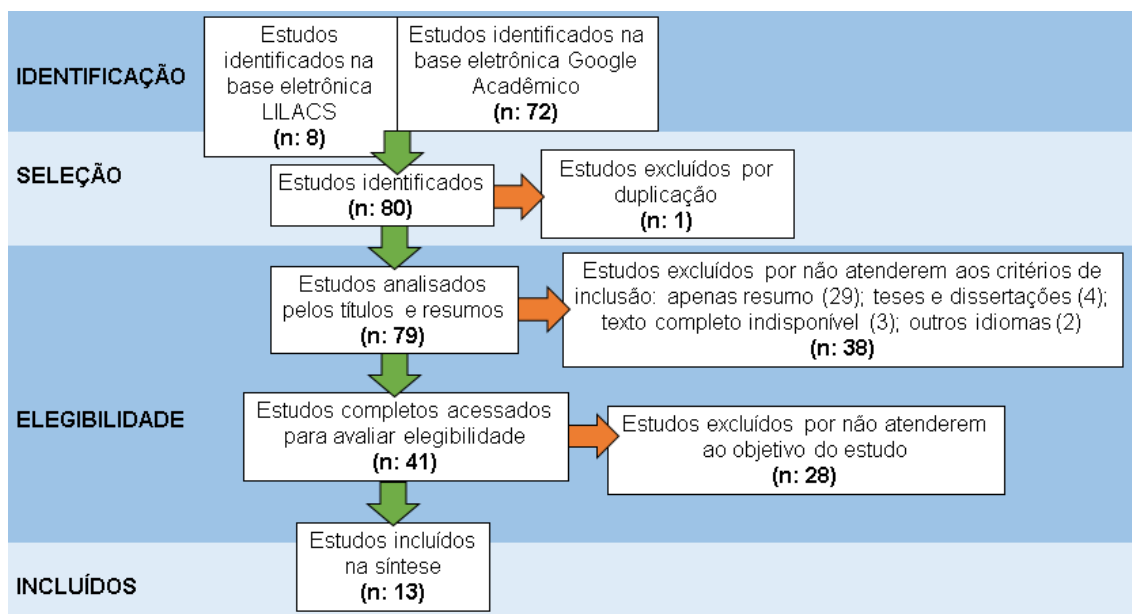 IDENTIFICAÇÃO
Estudos
identificados na
base eletrônica
LILACS
(n: 8)
Estudos identificados na
base eletrônica Google
Acadêmico
(n: 72)
SELEÇÃO
Estudos identificados
(n: 80)
Estudos excluídos por
duplicação
(n: 1)
Estudos analisados
pelos títulos e resumos
(n: 79)
Estudos excluídos por não atenderem aos critérios de
inclusão: apenas resumo (29); teses e dissertações (4);
texto completo indisponível (3); outros idiomas (2)
(n: 38)
ELEGIBILIDADE
Estudos completos acessados
para avaliar elegibilidade
(n: 41)
Estudos excluídos por não atenderem
ao objetivo do estudo
(n: 28)
Estudos incluídos
na síntese
(n: 13)
INCLUÍDOS